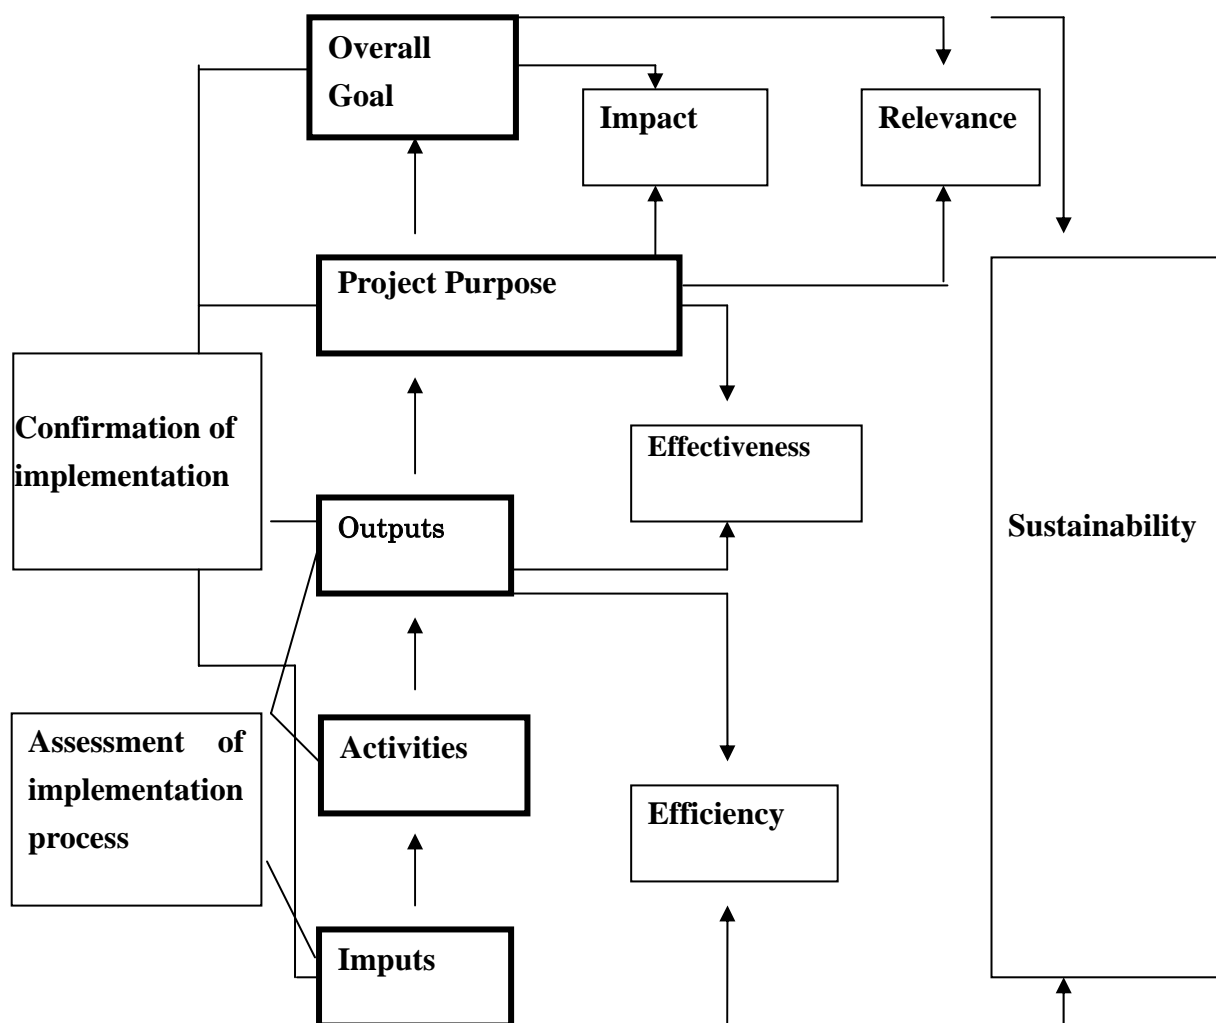 Overall
Goal
Impact
Relevance
Project Purpose
Confirmation of
implementation
Effectiveness
Outputs
Sustainability
Assessment of
implementation
process
Activities
Efficiency
Imputs